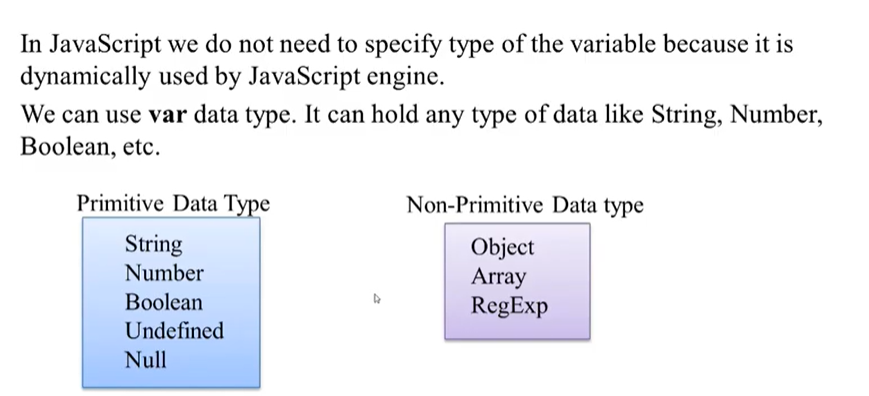 In JavaScript we do not need to specify type of the variable because it is
dynamically used by JavaScript engine.
We can use var data type. It can hold any type of data like String, Number,
Boolean, etc.
Primitive Data Type
String
Number
Boolean
Undefined
Null
Non-Primitive Data type
Object
Array
RegExp